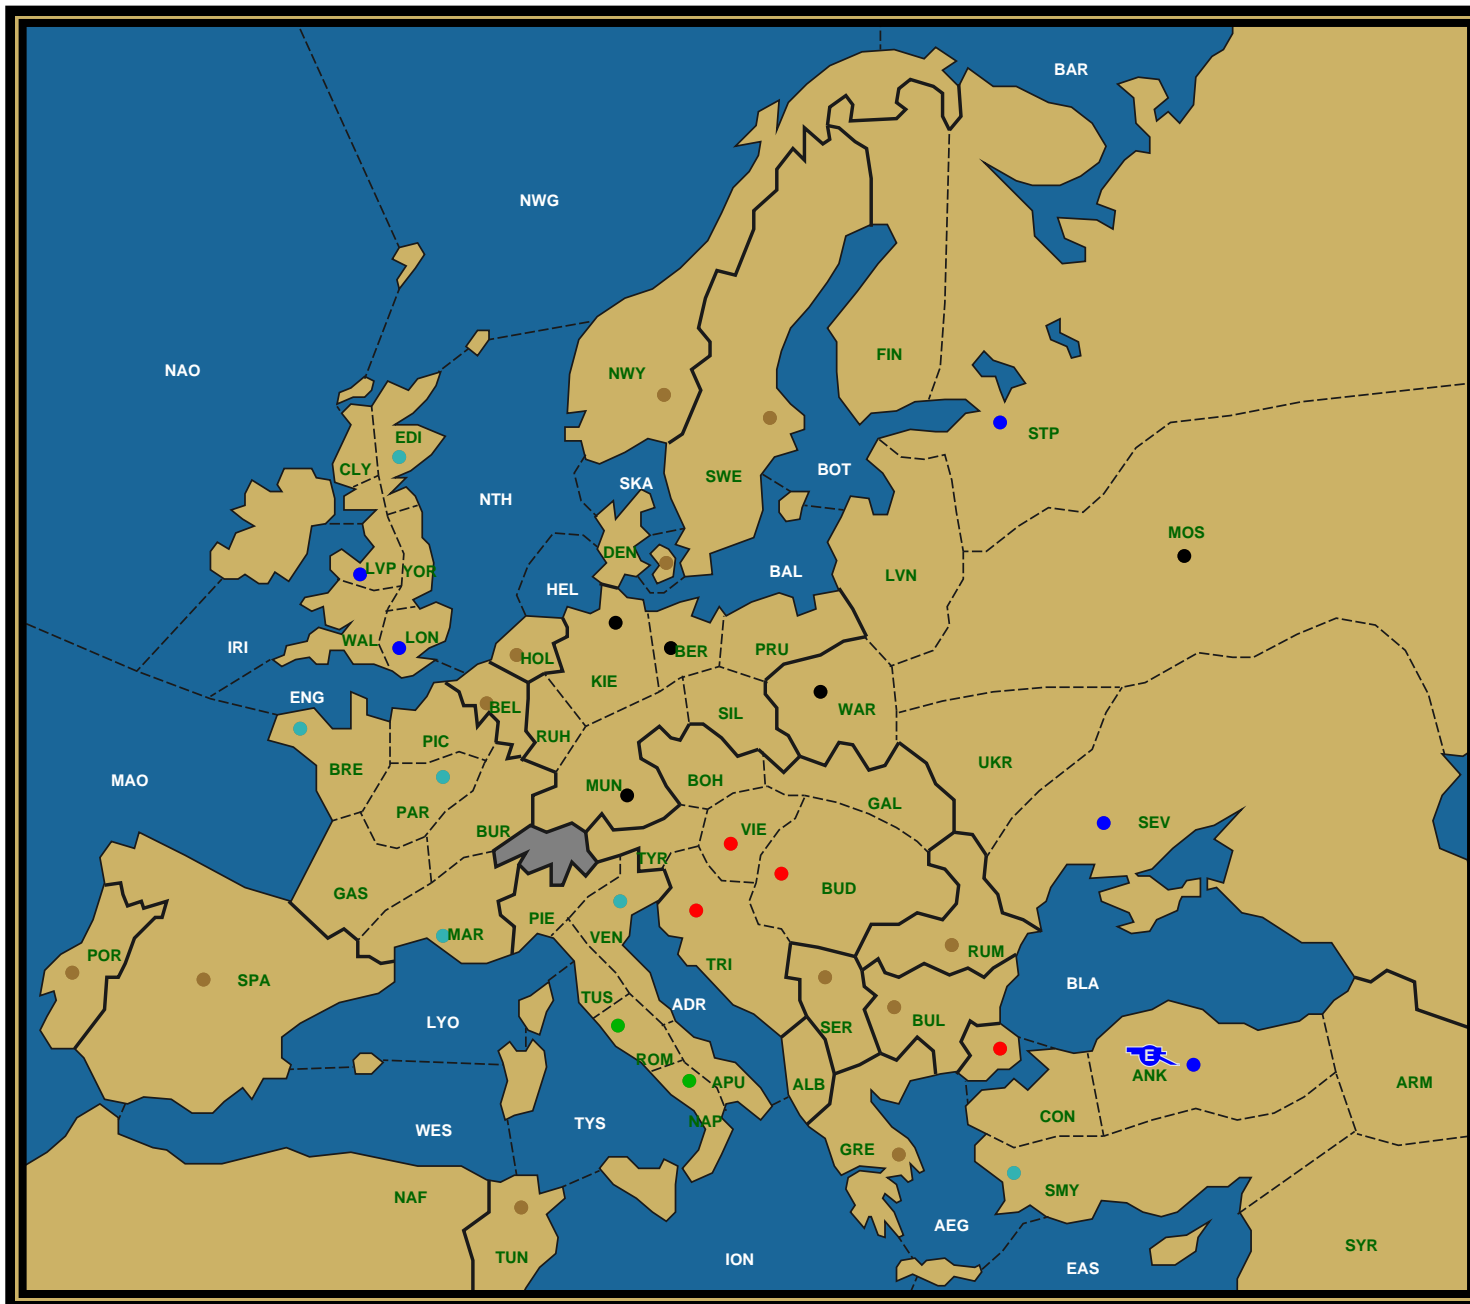 BAR
NWG
NAO
FIN
NWY
EDI
STP
CLY
SKA
BOT
SWE
NTH
MOS
DEN
LVP
YOR
BAL
LVN
HEL
WAL
LON
IRI
HOL
BER
PRU
KIE
ENG
BEL
SIL
WAR
PIC
RUH
UKR
BRE
MAO
MUN
BOH
GAL
PAR
SEV
BUR
VIE
TYR
BUD
GAS
PIE
MAR
VEN
POR
RUM
TRI
SPA
BLA
TUS
ADR
LYO
BUL
SER
E
ROM
ANK
APU
ALB
ARM
CON
NAP
TYS
WES
GRE
SMY
NAF
AEG
SYR
TUN
ION
EAS